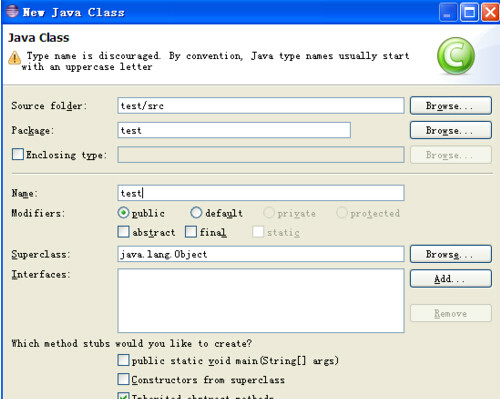 New Java Class
Java Class
Type name is discouraged. By convention, Java type names usually start
with an uppercase letter
C
Source folder: test/src Browse...
Package: test Browse...
Enclosing type: Browse...
Name: test
Modifiers: public default private protected
abstract final static
Superclass: java.lang.Object Browse...
Interfaces: Add...
Remove
Which method stubs would you like to create?
public static void main(String[] args)
Constructors from superclass
Inherited abstract methods